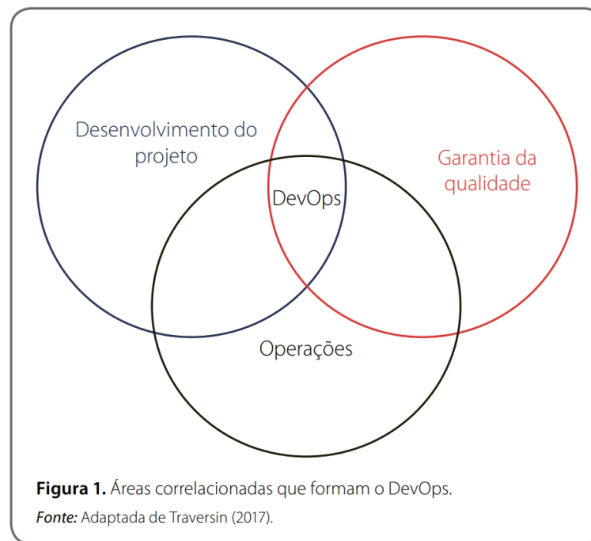 Desenvolvimento do
projeto
Garantia da
qualidade
DevOps
Operações
Figura 1. Áreas correlacionadas que formam o DevOps.
Fonte: Adaptada de Traversin (2017).